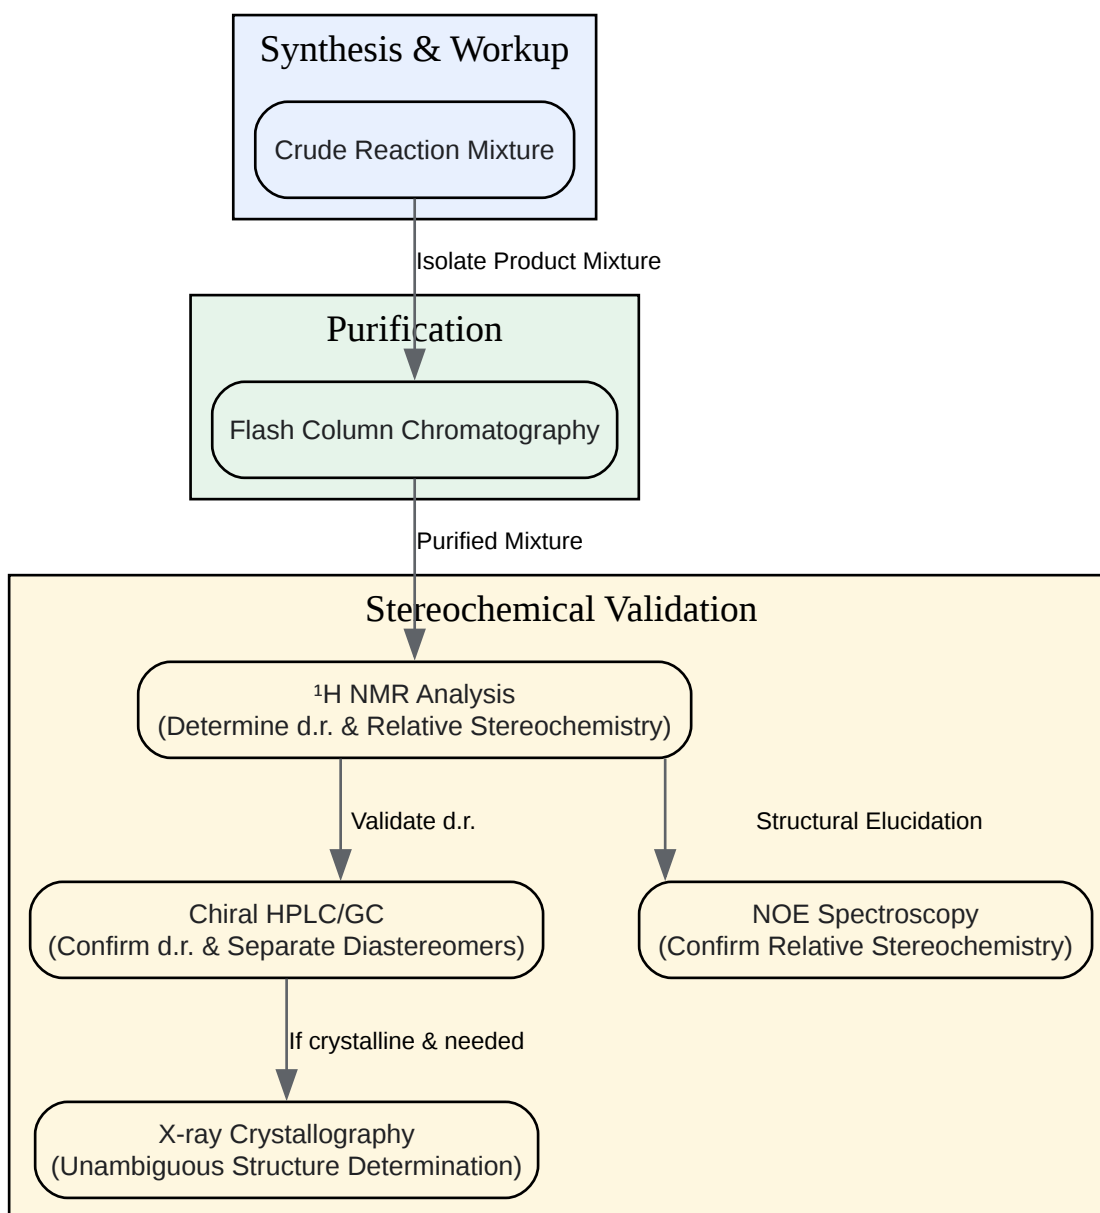 Synthesis & Workup
Crude Reaction Mixture
Isolate Product Mixture
Purification
Flash Column Chromatography
Purified Mixture
Stereochemical Validation
¹H NMR Analysis
(Determine d.r. & Relative Stereochemistry)
Validate d.r.
Structural Elucidation
Chiral HPLC/GC
(Confirm d.r. & Separate Diastereomers)
NOE Spectroscopy
(Confirm Relative Stereochemistry)
If crystalline & needed
X-ray Crystallography
(Unambiguous Structure Determination)